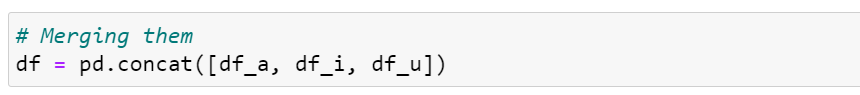 # Merging them
df = pd.concat([df_a, df_i, df_u])